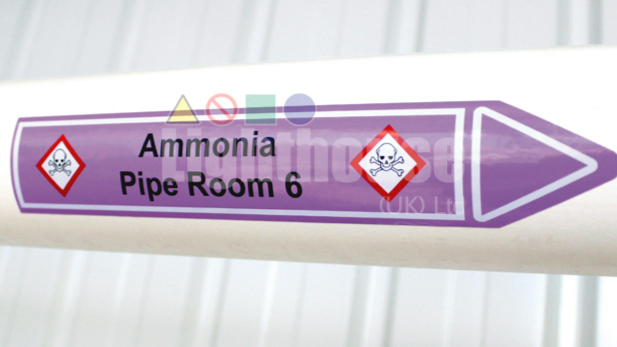 Ammonia
Pipe Room 6
Lighthouse
(UK) Ltd